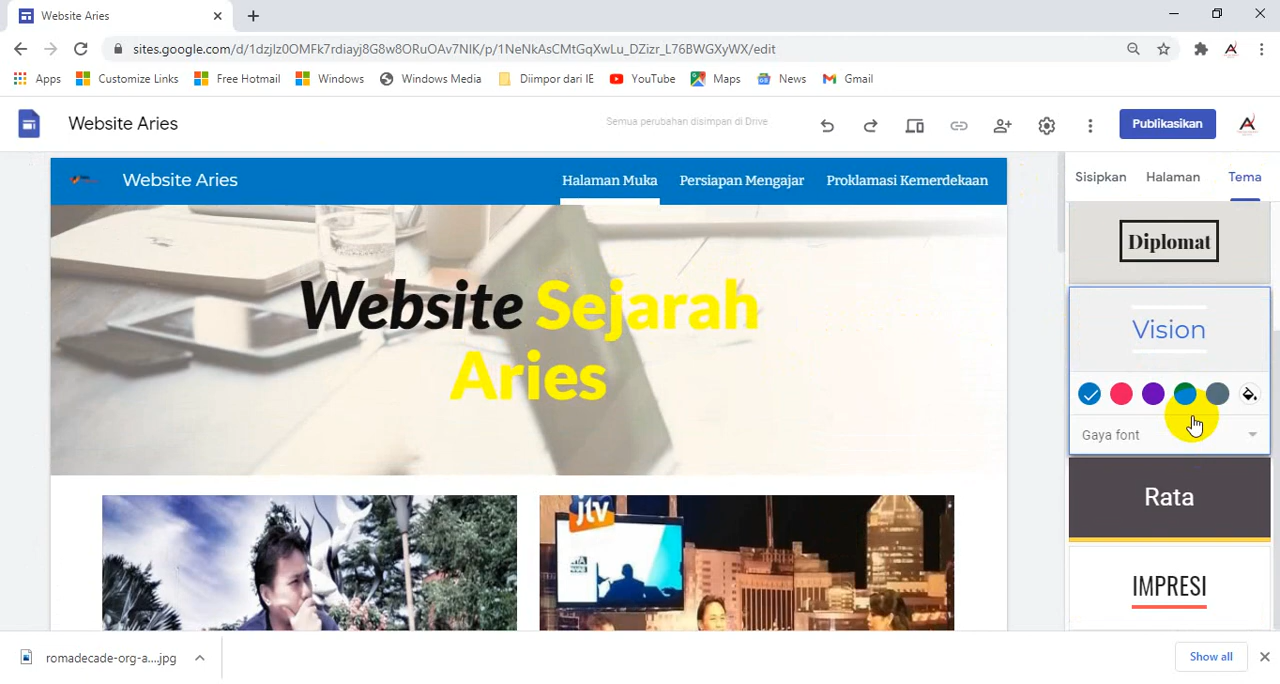 Website Aries
sites.google.com/d/1dzjlz0OMFk7rdiayj8G8w8ORuOAv7NIK/p/1NeNkAsCMtGqXwLu_DZizr_L76BWGXyWX/edit
Apps Customize Links Free Hotmail Windows Windows Media Diimpor dari IE YouTube Maps News Gmail
Website Aries
Semua perubahan disimpan di Drive
Publikasikan
Website Aries
Halaman Muka Persiapan Mengajar Proklamasi Kemerdekaan
Sisipkan Halaman Tema
Website Sejarah
Aries
Diplomat
Vision
Gaya font
Rata
IMPRESI
jtv
romadecade-org-a....jpg
Show all